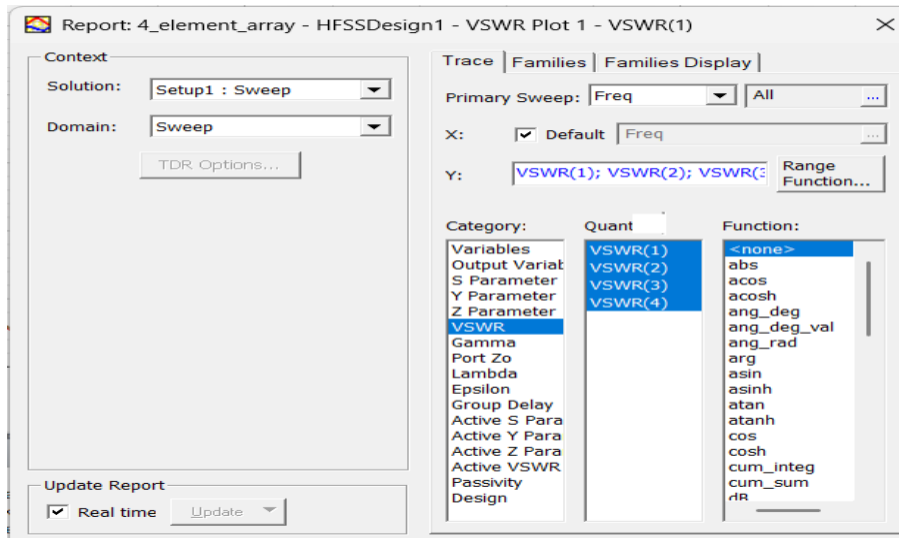 Report: 4_element_array - HFSSDesign1 - VSWR Plot 1 - VSWR(1)
Context
Solution: Setup1 : Sweep
Domain: Sweep
TDR Options...
Update Report
Real time Update
Trace Families Families Display
Primary Sweep: Freq All ...
X: Default Freq ...
Y: VSWR(1); VSWR(2); VSWR(3 Range Function...
Category:
Variables
Output Variab
S Parameter
Y Parameter
Z Parameter
VSWR
Gamma
Port Zo
Lambda
Epsilon
Group Delay
Active S Para
Active Y Para
Active Z Para
Active VSWR
Passivity
Design
Quant
VSWR(1)
VSWR(2)
VSWR(3)
VSWR(4)
Function:
<none>
abs
acos
acosh
ang_deg
ang_deg_val
ang_rad
arg
asin
asinh
atan
atanh
cos
cosh
cum_integ
cum_sum
dB